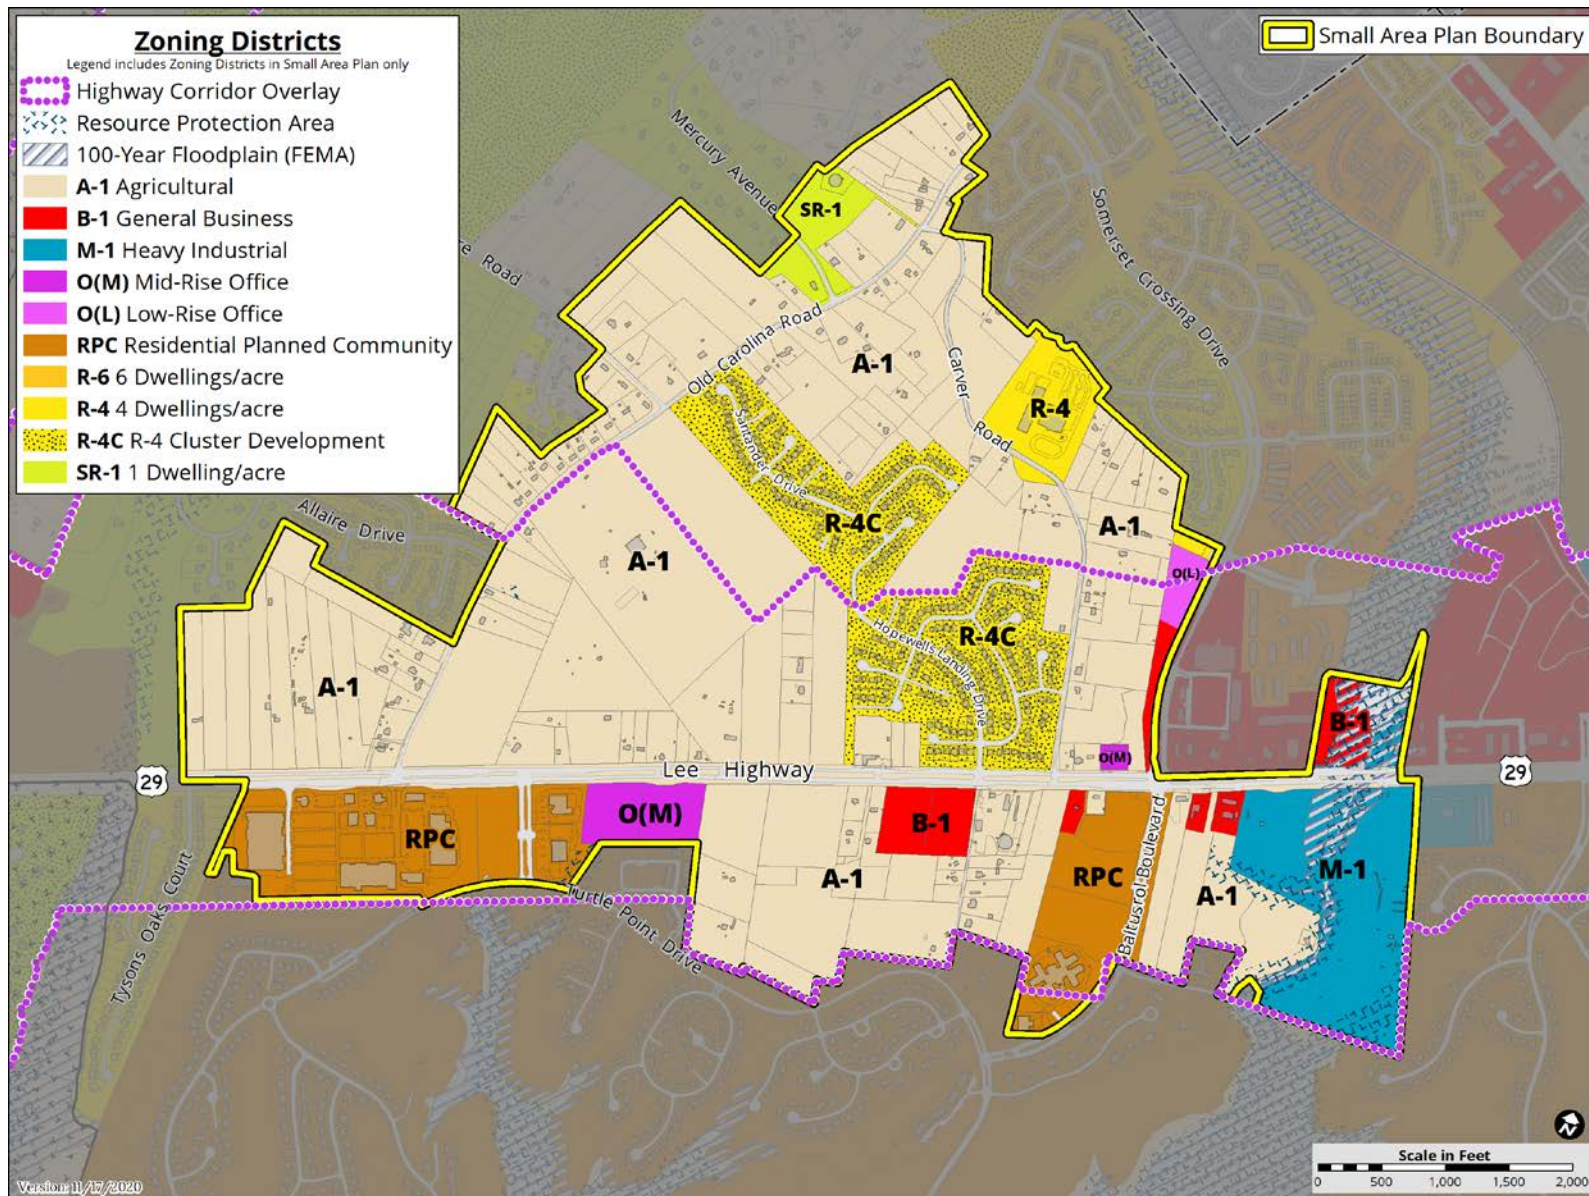 Zoning Districts
Legend includes Zoning Districts in Small Area Plan only
Highway Corridor Overlay
Resource Protection Area
100-Year Floodplain (FEMA)
A-1 Agricultural
B-1 General Business
M-1 Heavy Industrial
O(M) Mid-Rise Office
O(L) Low-Rise Office
RPC Residential Planned Community
R-6 6 Dwellings/acre
R-4 4 Dwellings/acre
R-4C R-4 Cluster Development
SR-1 1 Dwelling/acre
Small Area Plan Boundary
Mercury Avenue
SR-1
Somerset Crossing Drive
Road
Old Carolina Road
A-1
Carver Road
R-4
Santander Drive
R-4C
A-1
Allaire Drive
A-1
O(L)
R-4C
Hopewells Landing Drive
A-1
B-1
O(M)
29
Lee Highway
29
RPC
O(M)
B-1
A-1
RPC
Baltusrol Boulevard
A-1
M-1
Tysons Oaks Court
Turtle Point Drive
N
Scale in Feet
0 500 1,000 1,500 2,000
Version: 11/17/2020